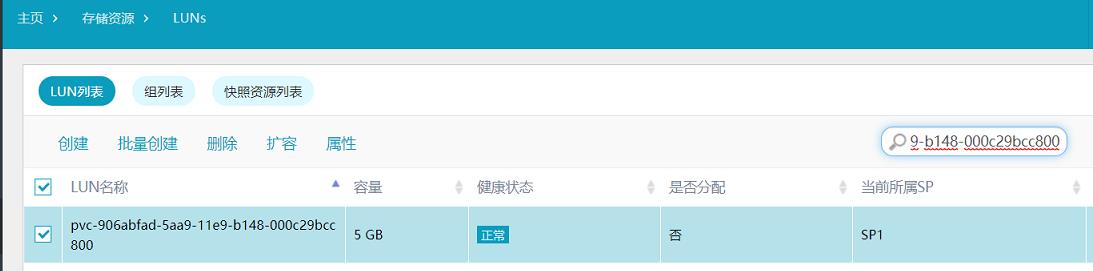 主页 > 存储资源 > LUNs
LUN列表 组列表 快照资源列表
创建 批量创建 删除 扩容 属性 9-b148-000c29bcc800
LUN名称 容量 健康状态 是否分配 当前所属SP
pvc-906abfad-5aa9-11e9-b148-000c29bcc
800 5 GB 正常 否 SP1